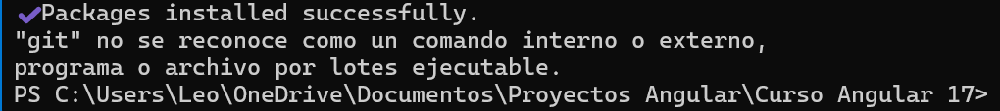 ✔Packages installed successfully.
"git" no se reconoce como un comando interno o externo,
programa o archivo por lotes ejecutable.
PS C:\Users\Leo\OneDrive\Documentos\Proyectos Angular\Curso Angular 17>